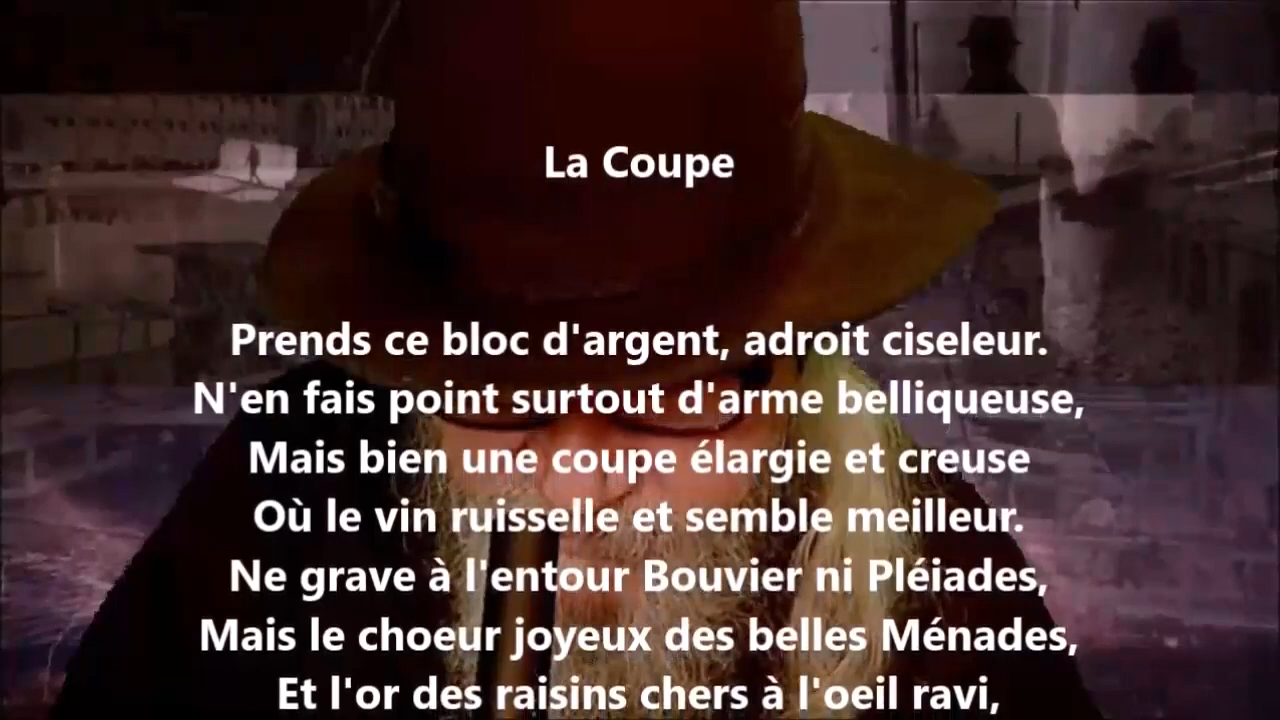 La Coupe
Prends ce bloc d'argent, adroit ciseleur.
N'en fais point surtout d'arme belliqueuse,
Mais bien une coupe élargie et creuse
Où le vin ruisselle et semble meilleur.
Ne grave à l'entour Bouvier ni Pléiades,
Mais le choeur joyeux des belles Ménades,
Et l'or des raisins chers à l'oeil ravi,